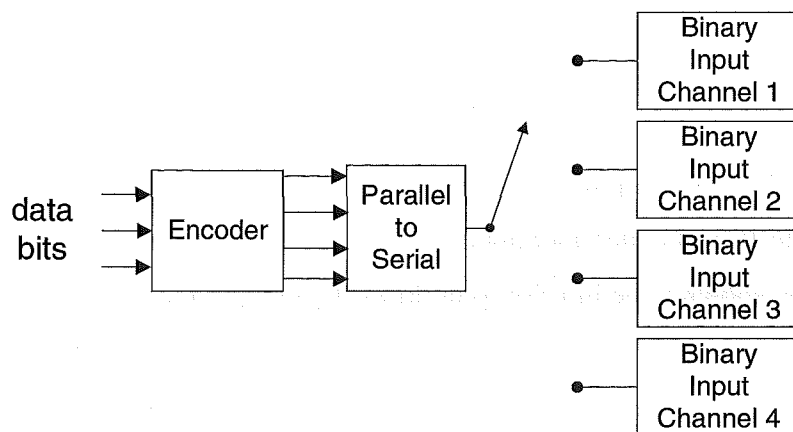 data
bits
Encoder
Parallel
to
Serial
Binary
Input
Channel 1
Binary
Input
Channel 2
Binary
Input
Channel 3
Binary
Input
Channel 4